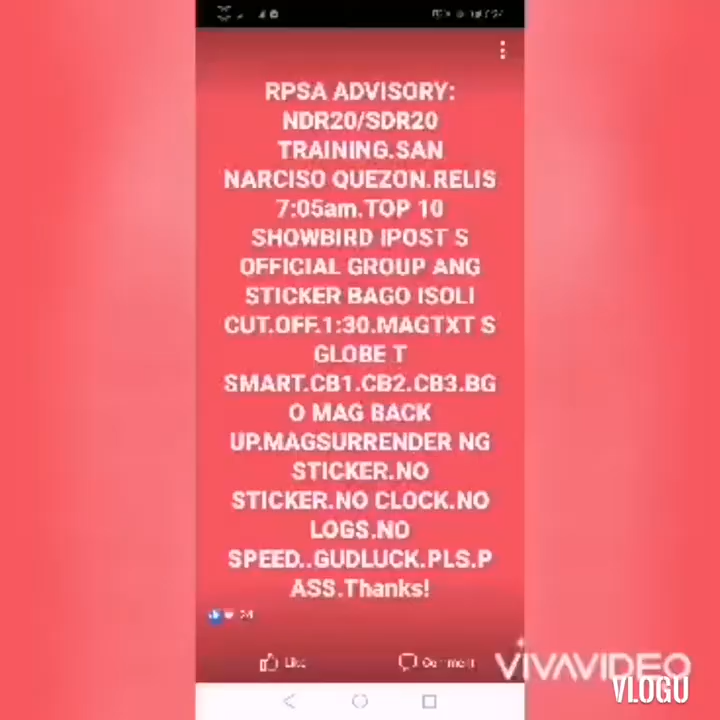 RPSA ADVISORY:
NDR20/SDR20
TRAINING.SAN
NARCISO QUEZON.RELIS
7:05am.TOP 10
SHOWBIRD IPOST S
OFFICIAL GROUP ANG
STICKER BAGO ISOLI
CUT.OFF.1:30.MAGTXT S
GLOBE T
SMART.CB1.CB2.CB3.BG
O MAG BACK
UP.MAGSURRENDER NG
STICKER.NO
STICKER.NO CLOCK.NO
LOGS.NO
SPEED..GUDLUCK.PLS.P
ASS.Thanks!
24
Like Comment
VIVAVIDEO
VLOGU